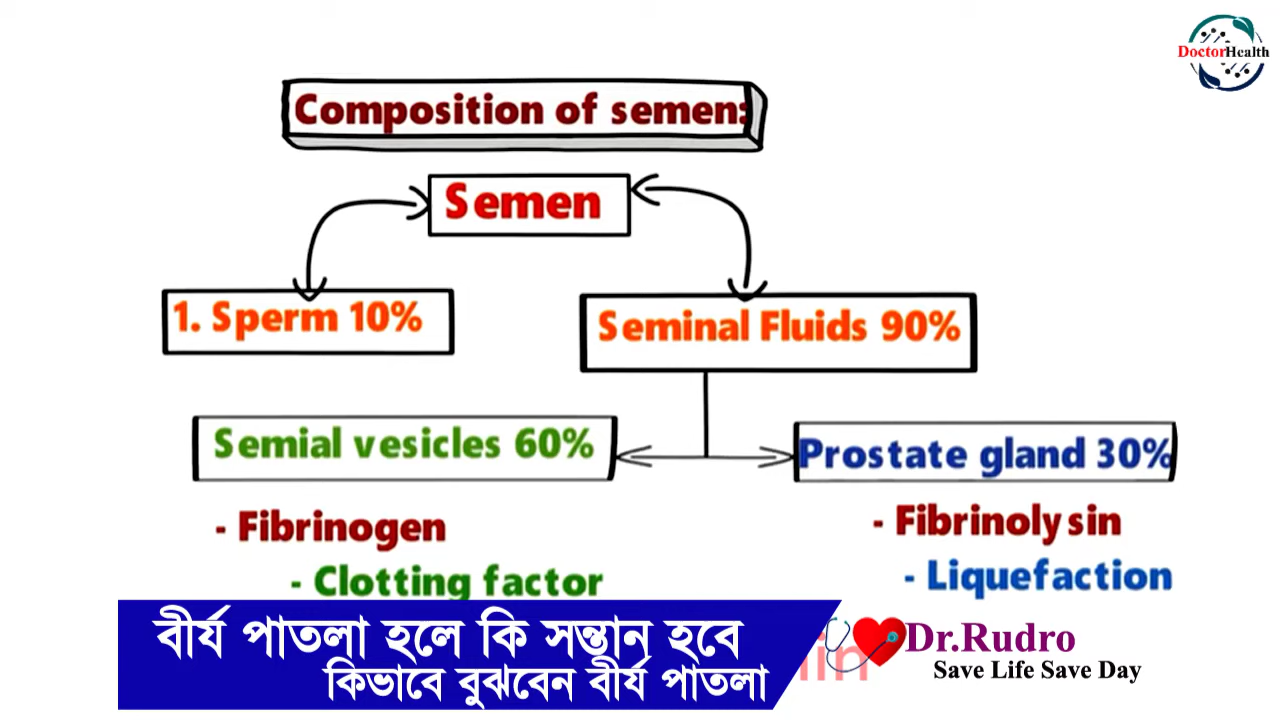 DoctorHealth
Composition of semen:
Semen
1. Sperm 10%
Seminal Fluids 90%
Semial vesicles 60%
Prostate gland 30%
- Fibrinogen
- Fibrinolysin
- Clotting factor
- Liquefaction
বীর্য পাতলা হলে কি সন্তান হবে
কিভাবে বুঝবেন বীর্য পাতলা
Dr.Rudro
Save Life Save Day